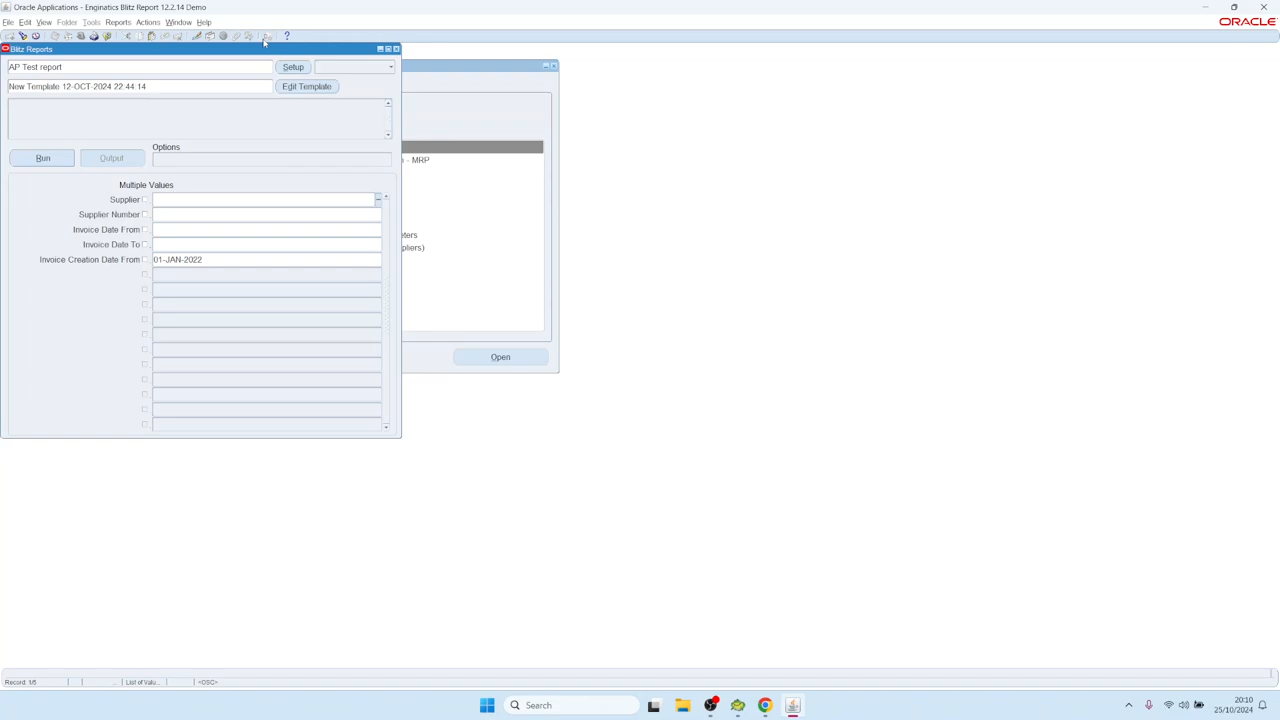 Oracle Applications - Enginatics Blitz Report 12.2.14 Demo
File Edit View Folder Tools Reports Actions Window Help
ORACLE
Blitz Reports
AP Test report
Setup
New Template 12-OCT-2024 22.44.14
Edit Template
Run
Output
Options
Multiple Values
Supplier
Supplier Number
Invoice Date From
Invoice Date To
Invoice Creation Date From
01-JAN-2022
- MRP
eters
pliers)
Open
Record: 1/5
...
List of Valu...
<OSC>
Search
20:10
25/10/2024